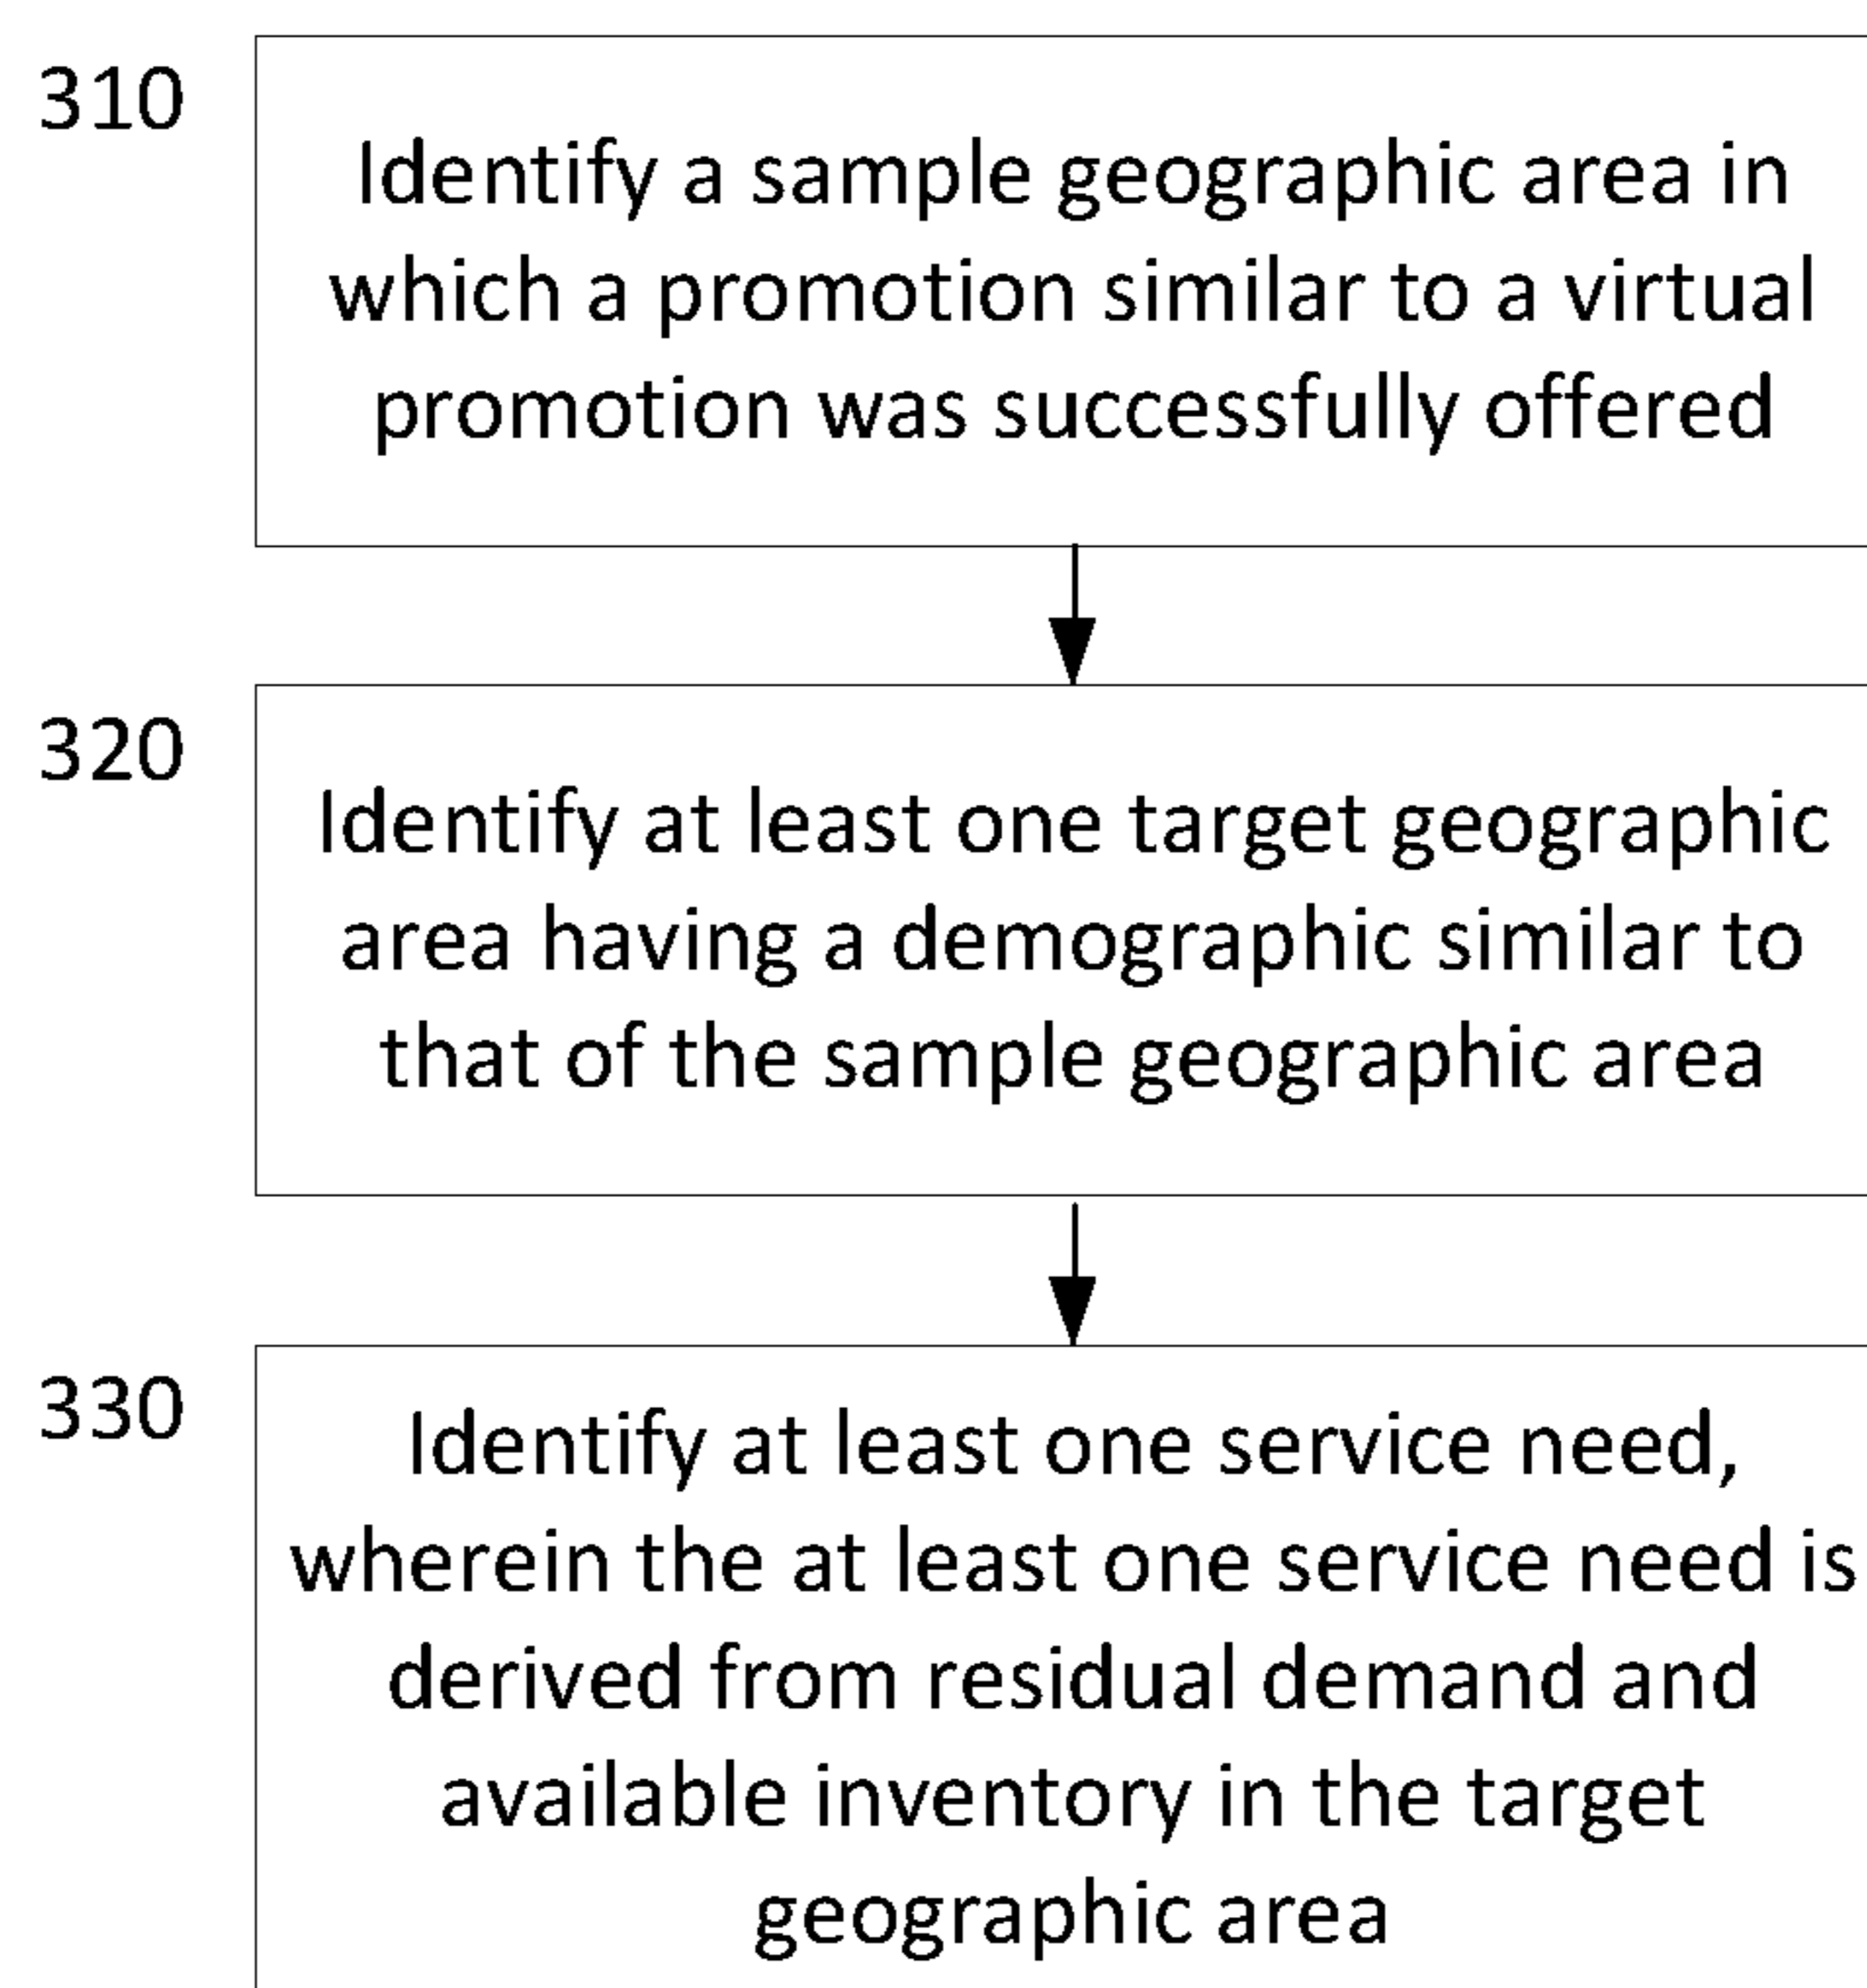 310
Identify a sample geographic area in
which a promotion similar to a virtual
promotion was successfully offered
320
Identify at least one target geographic
area having a demographic similar to
that of the sample geographic area
330
Identify at least one service need,
wherein the at least one service need is
derived from residual demand and
available inventory in the target
geographic area